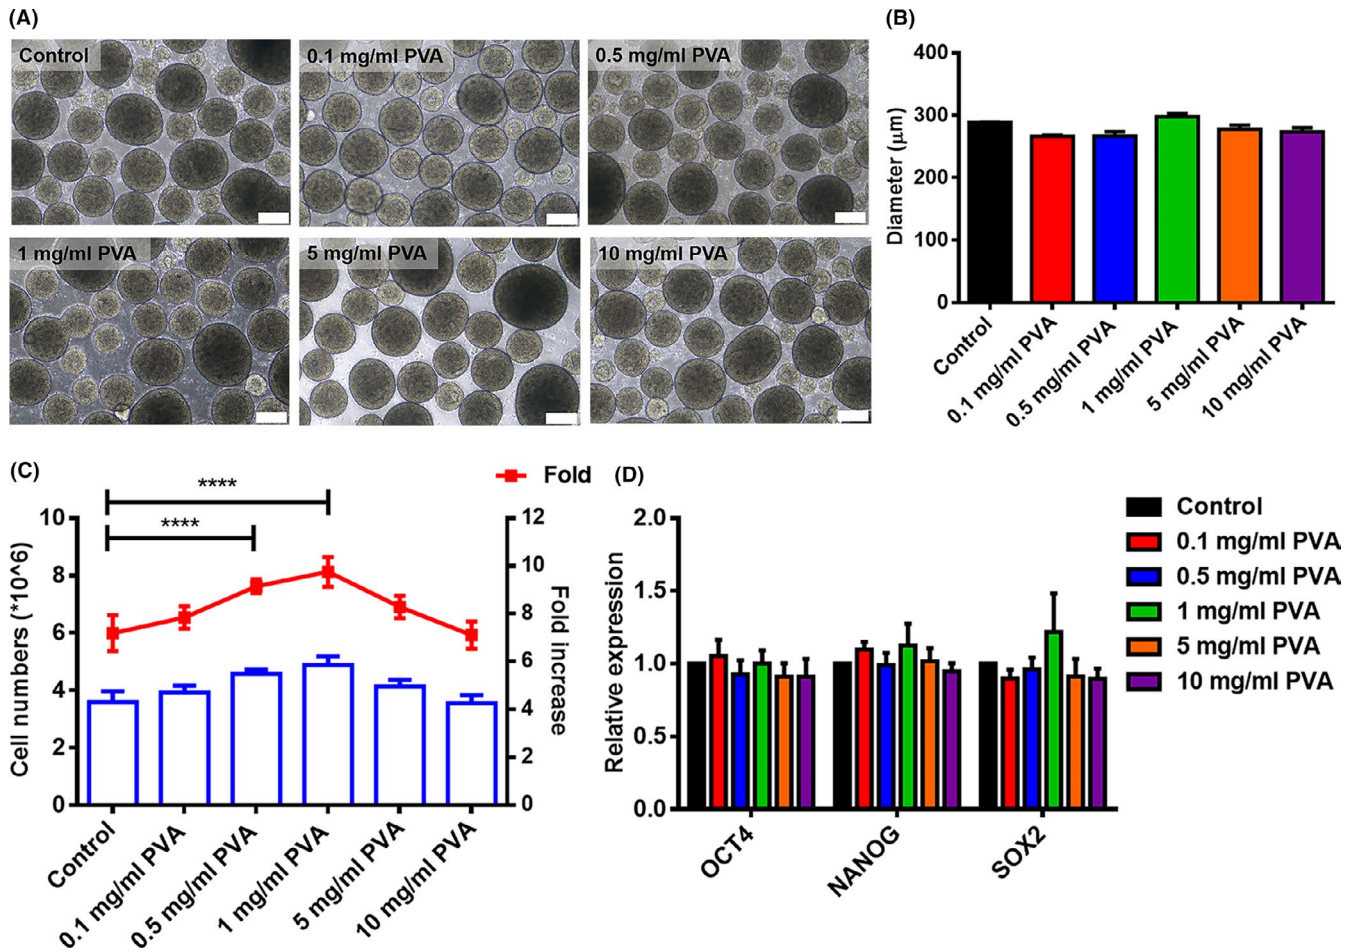 (A)
Control
0.1 mg/ml PVA
0.5 mg/ml PVA
1 mg/ml PVA
5 mg/ml PVA
10 mg/ml PVA
(B)
400
300
200
100
0
Diameter (μm)
Control
0.1 mg/ml PVA
0.5 mg/ml PVA
1 mg/ml PVA
5 mg/ml PVA
10 mg/ml PVA
(C)
Fold
****
****
10
8
6
4
2
0
Cell numbers (*10^6)
12
10
8
6
4
2
0
Fold increase
Control
0.1 mg/ml PVA
0.5 mg/ml PVA
1 mg/ml PVA
5 mg/ml PVA
10 mg/ml PVA
(D)
2.0
1.5
1.0
0.5
0.0
Relative expression
OCT4
NANOG
SOX2
Control
0.1 mg/ml PVA
0.5 mg/ml PVA
1 mg/ml PVA
5 mg/ml PVA
10 mg/ml PVA